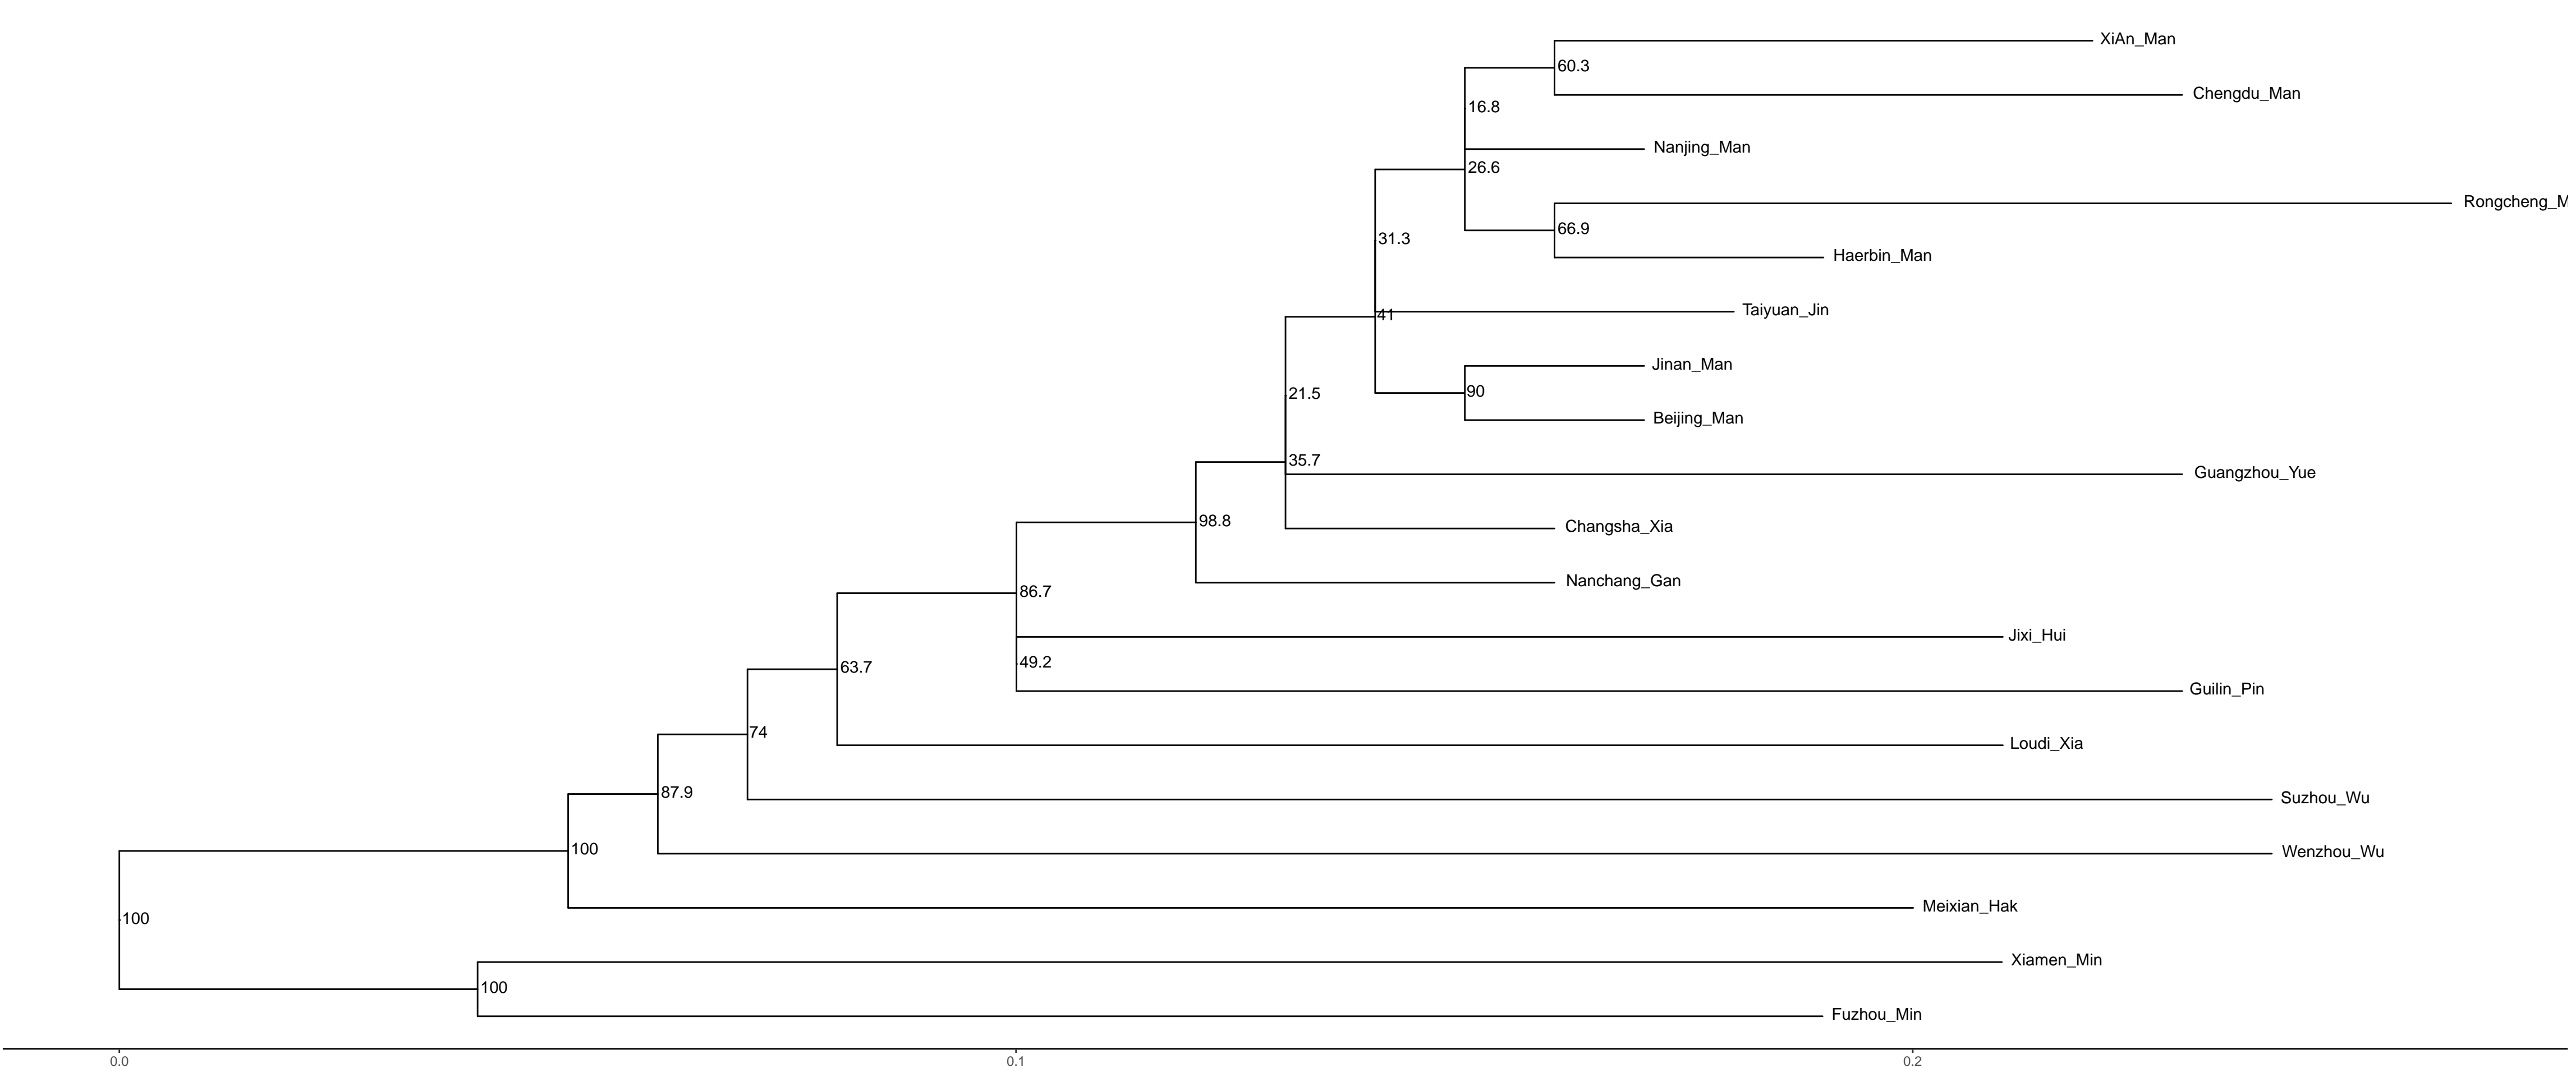 XiAn_Man
60.3
Chengdu_Man
16.8
Nanjing_Man
26.6
Rongcheng_M
66.9
31.3
Haerbin_Man
Taiyuan_Jin
41
Jinan_Man
90
21.5
Beijing_Man
35.7
Guangzhou_Yue
98.8
Changsha_Xia
Nanchang_Gan
86.7
Jixi_Hui
49.2
63.7
Guilin_Pin
74
Loudi_Xia
87.9
Suzhou_Wu
100
Wenzhou_Wu
Meixian_Hak
100
Xiamen_Min
100
Fuzhou_Min
0.0 0.1 0.2